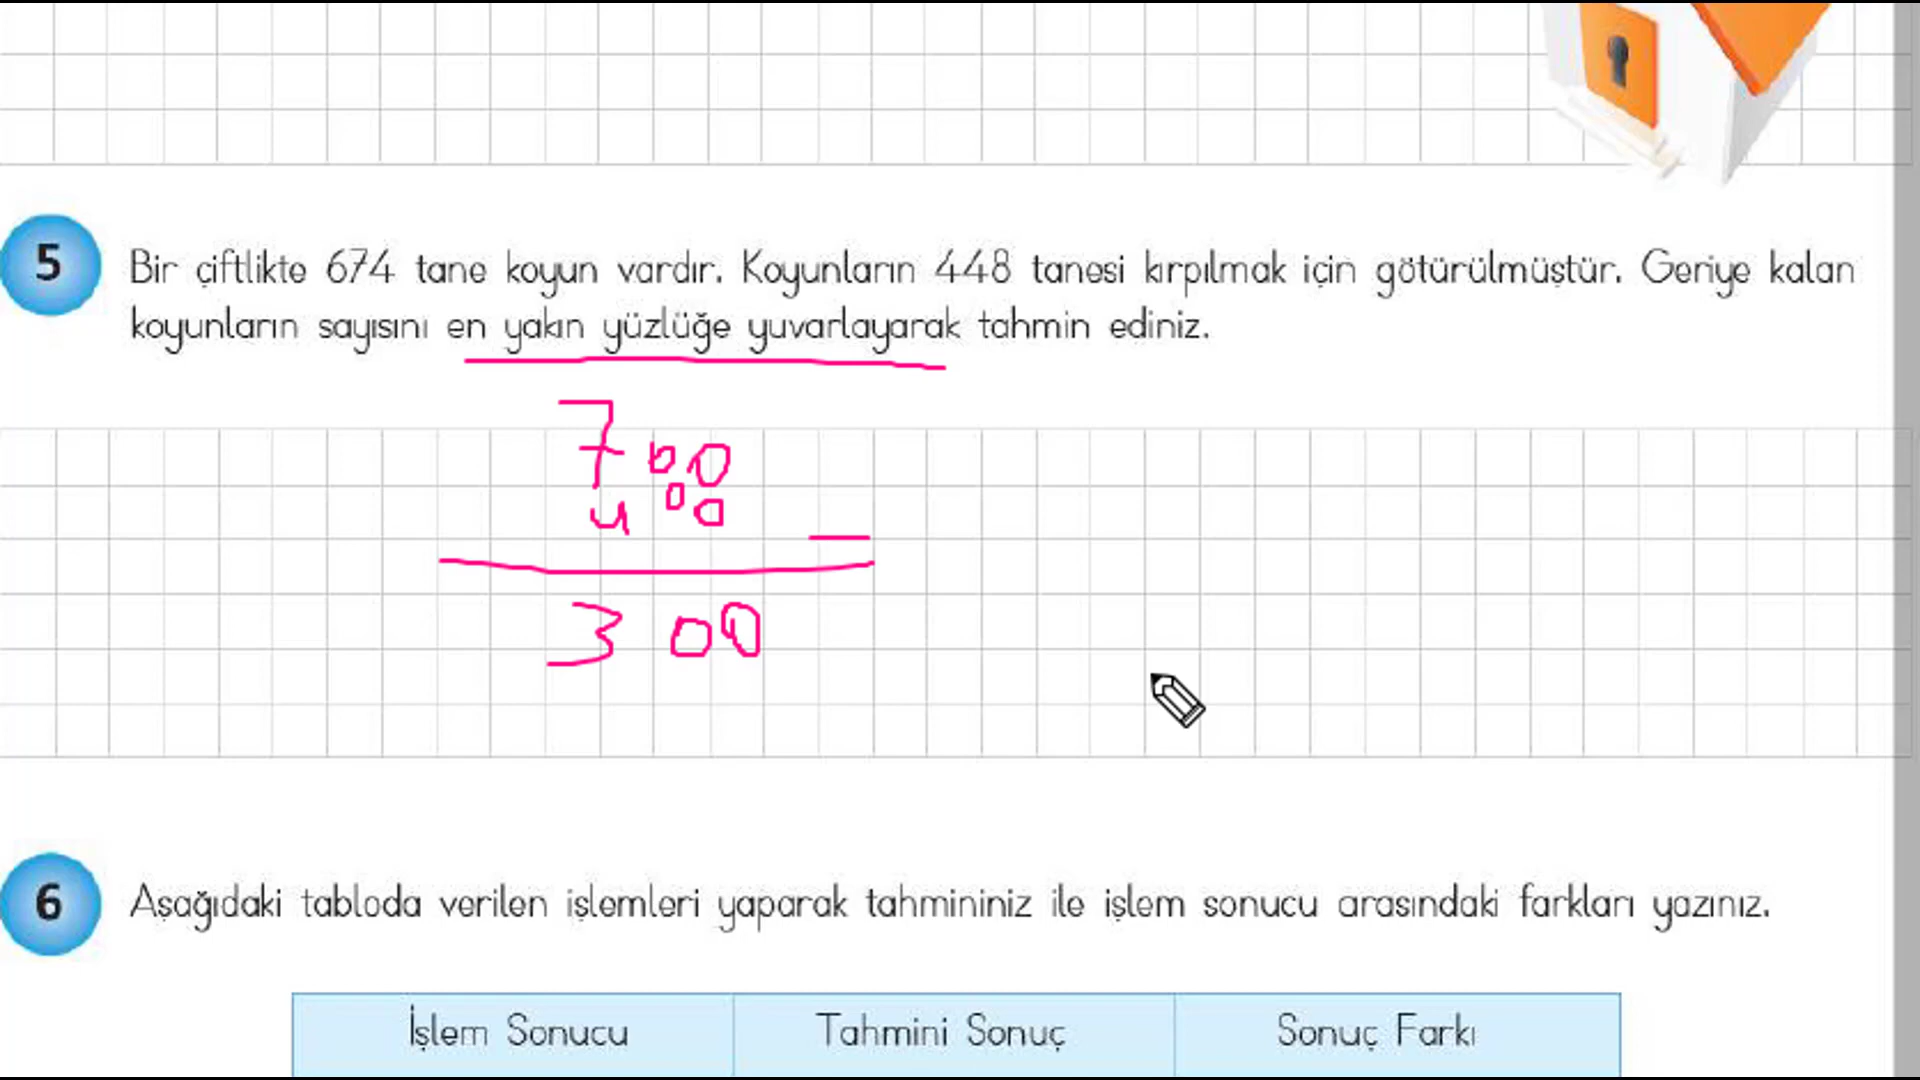 5
Bir çiftlikte 674 tane koyun vardır. Koyunların 448 tanesi kırpılmak için götürülmüştür. Geriye kalan
koyunların sayısını en yakın yüzlüğe yuvarlayarak tahmin ediniz.
700
400
—
300
6
Aşağıdaki tabloda verilen işlemleri yaparak tahmininiz ile işlem sonucu arasındaki farkları yazınız.
İşlem Sonucu
Tahmini Sonuç
Sonuç Farkı